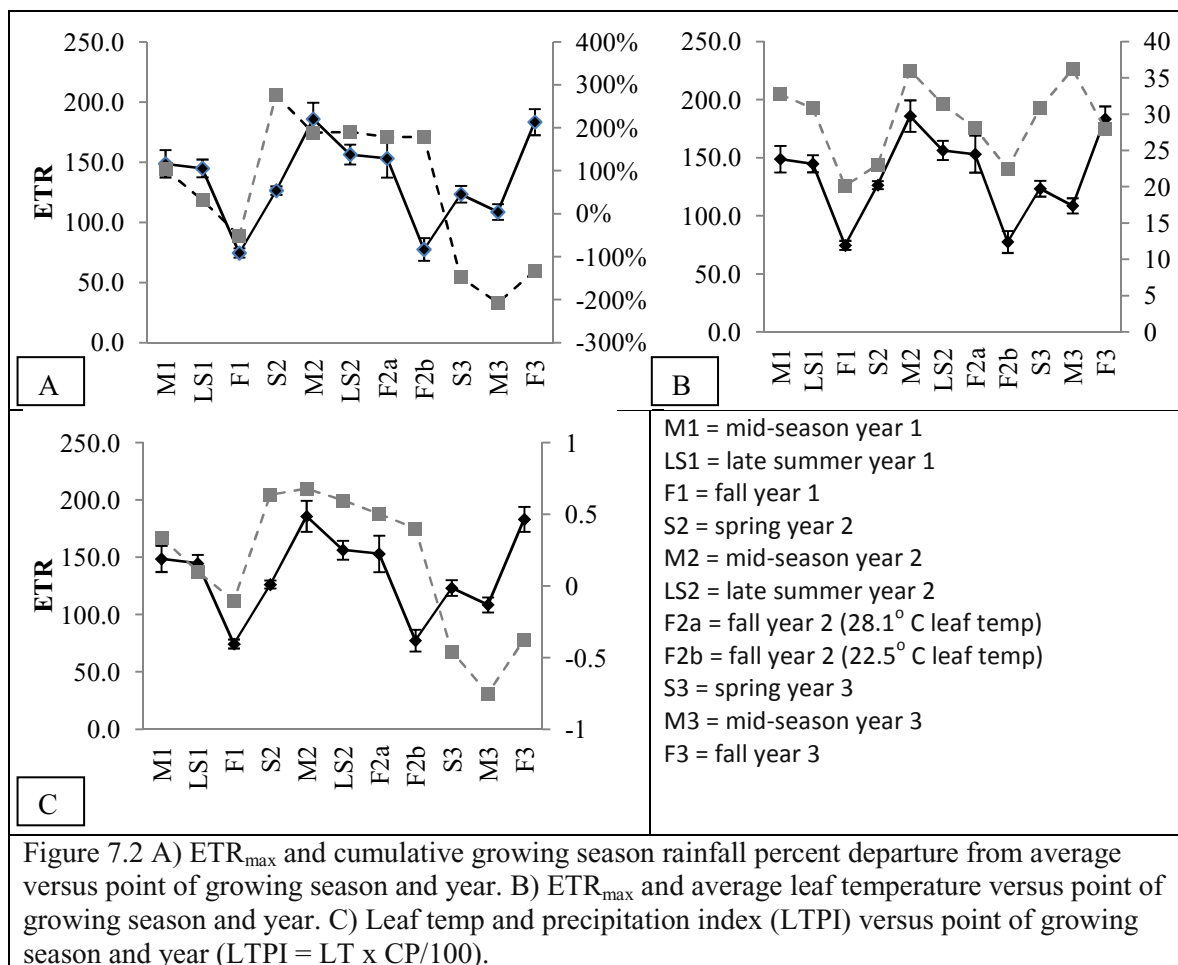 250.0
200.0
150.0
100.0
50.0
0.0
ETR
400%
300%
200%
100%
0%
-100%
-200%
-300%
M1
LS1
F1
S2
M2
LS2
F2a
F2b
S3
M3
F3
A
250.0
200.0
150.0
100.0
50.0
0.0
40
35
30
25
20
15
10
5
0
M1
LS1
F1
S2
M2
LS2
F2a
F2b
S3
M3
F3
B
250.0
200.0
150.0
100.0
50.0
0.0
ETR
1
0.5
0
-0.5
-1
M1
LS1
F1
S2
M2
LS2
F2a
F2b
S3
M3
F3
C
M1 = mid-season year 1
LS1 = late summer year 1
F1 = fall year 1
S2 = spring year 2
M2 = mid-season year 2
LS2 = late summer year 2
F2a = fall year 2 (28.1° C leaf temp)
F2b = fall year 2 (22.5° C leaf temp)
S3 = spring year 3
M3 = mid-season year 3
F3 = fall year 3
Figure 7.2 A) ETRmax and cumulative growing season rainfall percent departure from average
versus point of growing season and year. B) ETRmax and average leaf temperature versus point of
growing season and year. C) Leaf temp and precipitation index (LTPI) versus point of growing
season and year (LTPI = LT x CP/100).